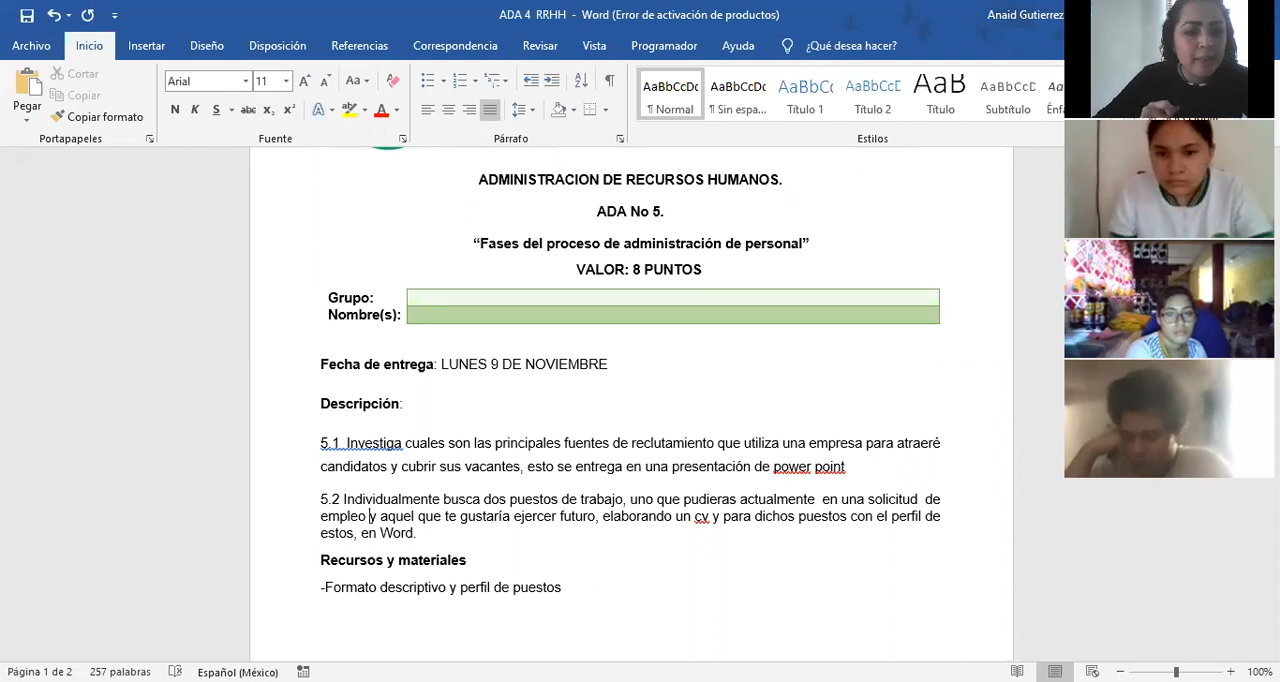 ADA 4 RRHH - Word (Error de activación de productos)
Anaid Gutierrez
Archivo Inicio Insertar Diseño Disposición Referencias Correspondencia Revisar Vista Programador Ayuda ¿Qué desea hacer?
Pegar
Cortar
Copiar
Copiar formato
Portapapeles
Arial 11
N K S abc x₂ x²
Fuente
Párrafo
AaBbCcDc AaBbCcDc AaBbCc AaBbCcD AaB AaBbCcD AaBbCcDc
¶ Normal ¶ Sin espa... Título 1 Título 2 Título Subtítulo
Estilos
ADMINISTRACION DE RECURSOS HUMANOS.
ADA No 5.
“Fases del proceso de administración de personal”
VALOR: 8 PUNTOS
Grupo:
Nombre(s):
Fecha de entrega: LUNES 9 DE NOVIEMBRE
Descripción:
5.1 Investiga cuales son las principales fuentes de reclutamiento que utiliza una empresa para atraeré
candidatos y cubrir sus vacantes, esto se entrega en una presentación de power point
5.2 Individualmente busca dos puestos de trabajo, uno que pudieras actualmente en una solicitud de
empleo y aquel que te gustaría ejercer futuro, elaborando un cv y para dichos puestos con el perfil de
estos, en Word.
Recursos y materiales
-Formato descriptivo y perfil de puestos
Página 1 de 2 257 palabras Español (México) 100%